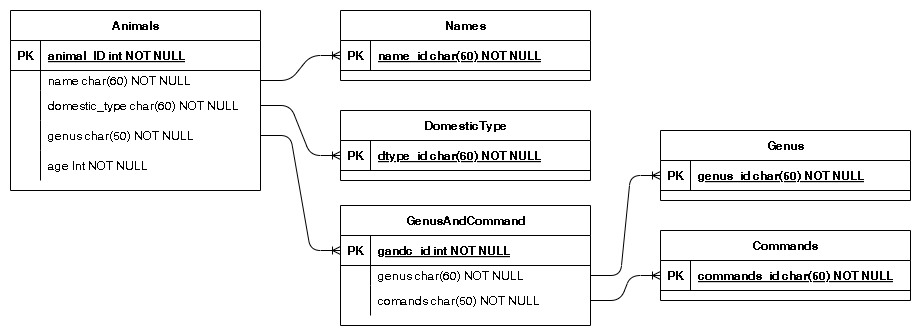 Animals
PK animal_ID int NOT NULL
name char(60) NOT NULL
domestic_type char(60) NOT NULL
genus char(50) NOT NULL
age Int NOT NULL
Names
PK name_id char(60) NOT NULL
DomesticType
PK dtype_id char(60) NOT NULL
GenusAndCommand
PK gandc_id int NOT NULL
genus char(60) NOT NULL
comands char(50) NOT NULL
Genus
PK genus_id char(60) NOT NULL
Commands
PK commands_id char(60) NOT NULL